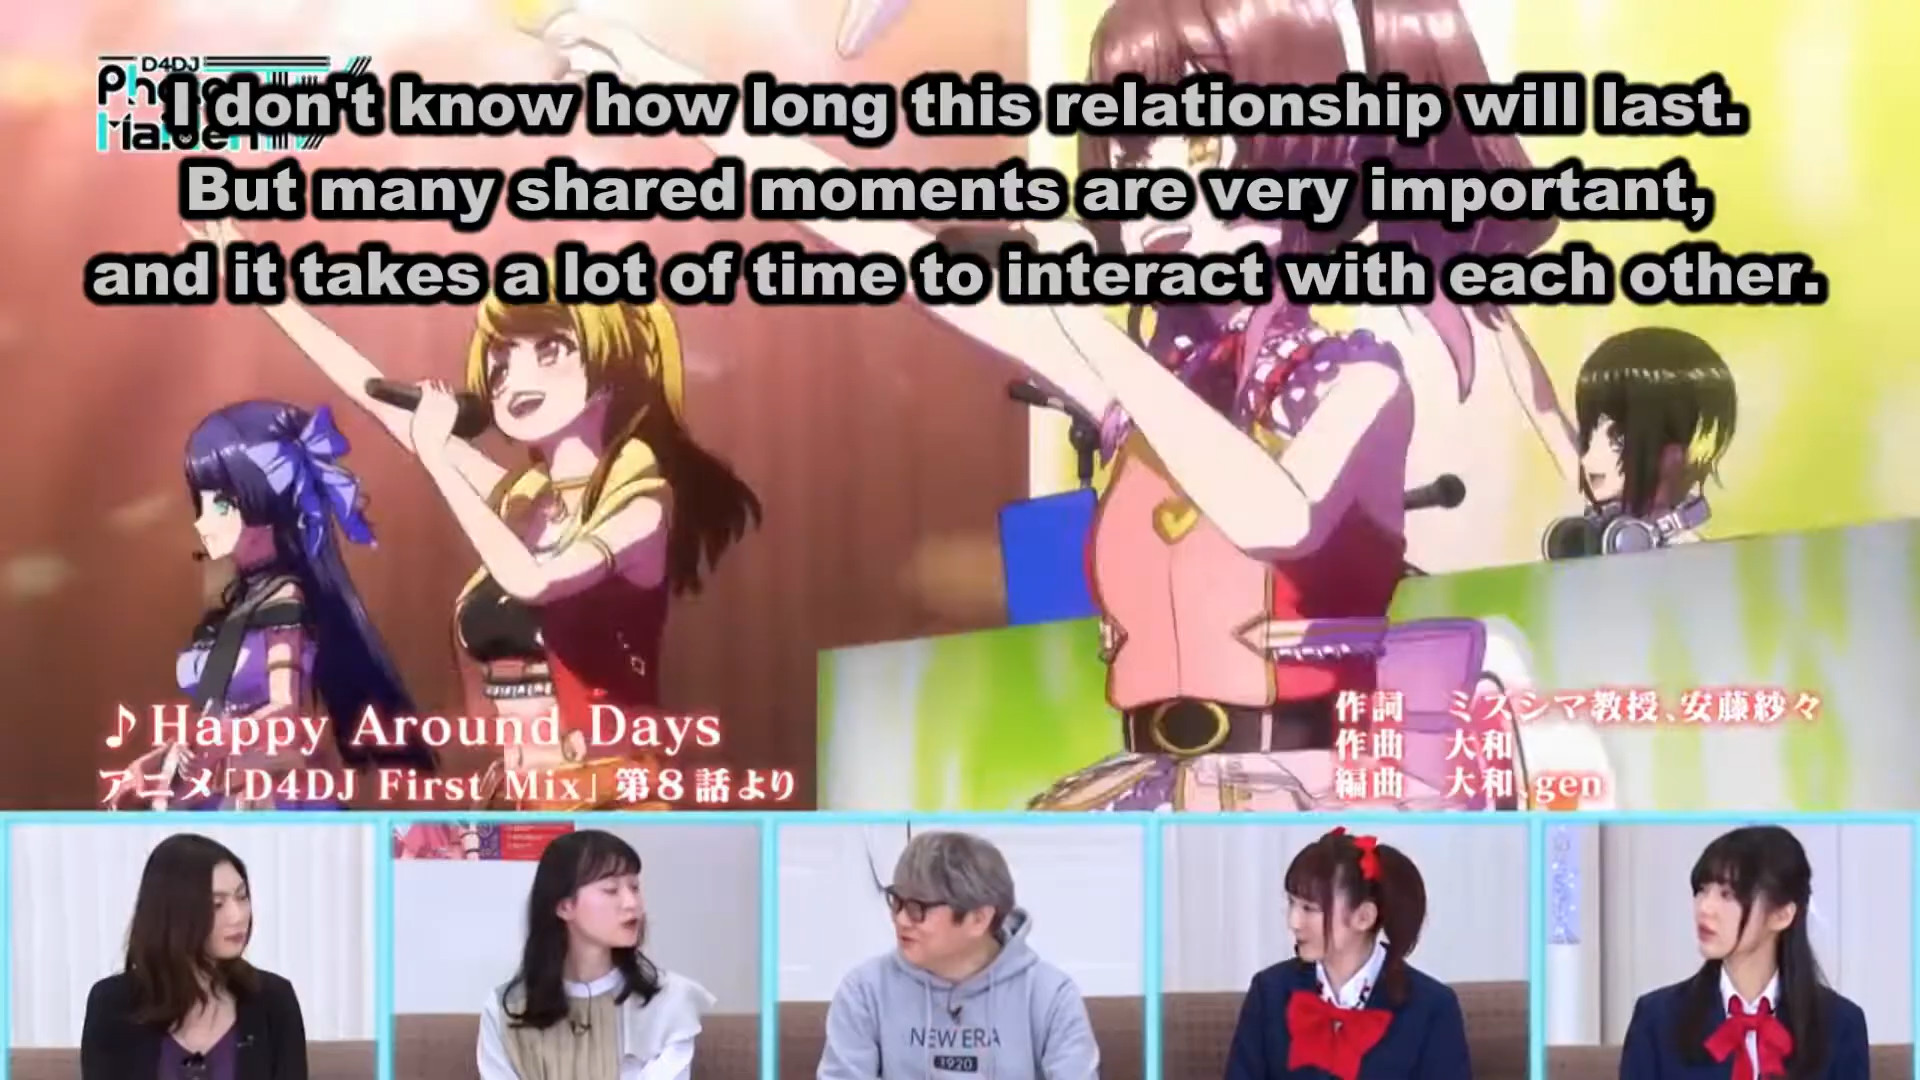 D4DJ
I don't know how long this relationship will last.
But many shared moments are very important,
and it takes a lot of time to interact with each other.
♪Happy Around Days
アニメ「D4DJ First Mix」第8話より
作詞 ミスシマ教授、安藤紗々
作曲 大和
編曲 大和、gen
NEW ERA
1920